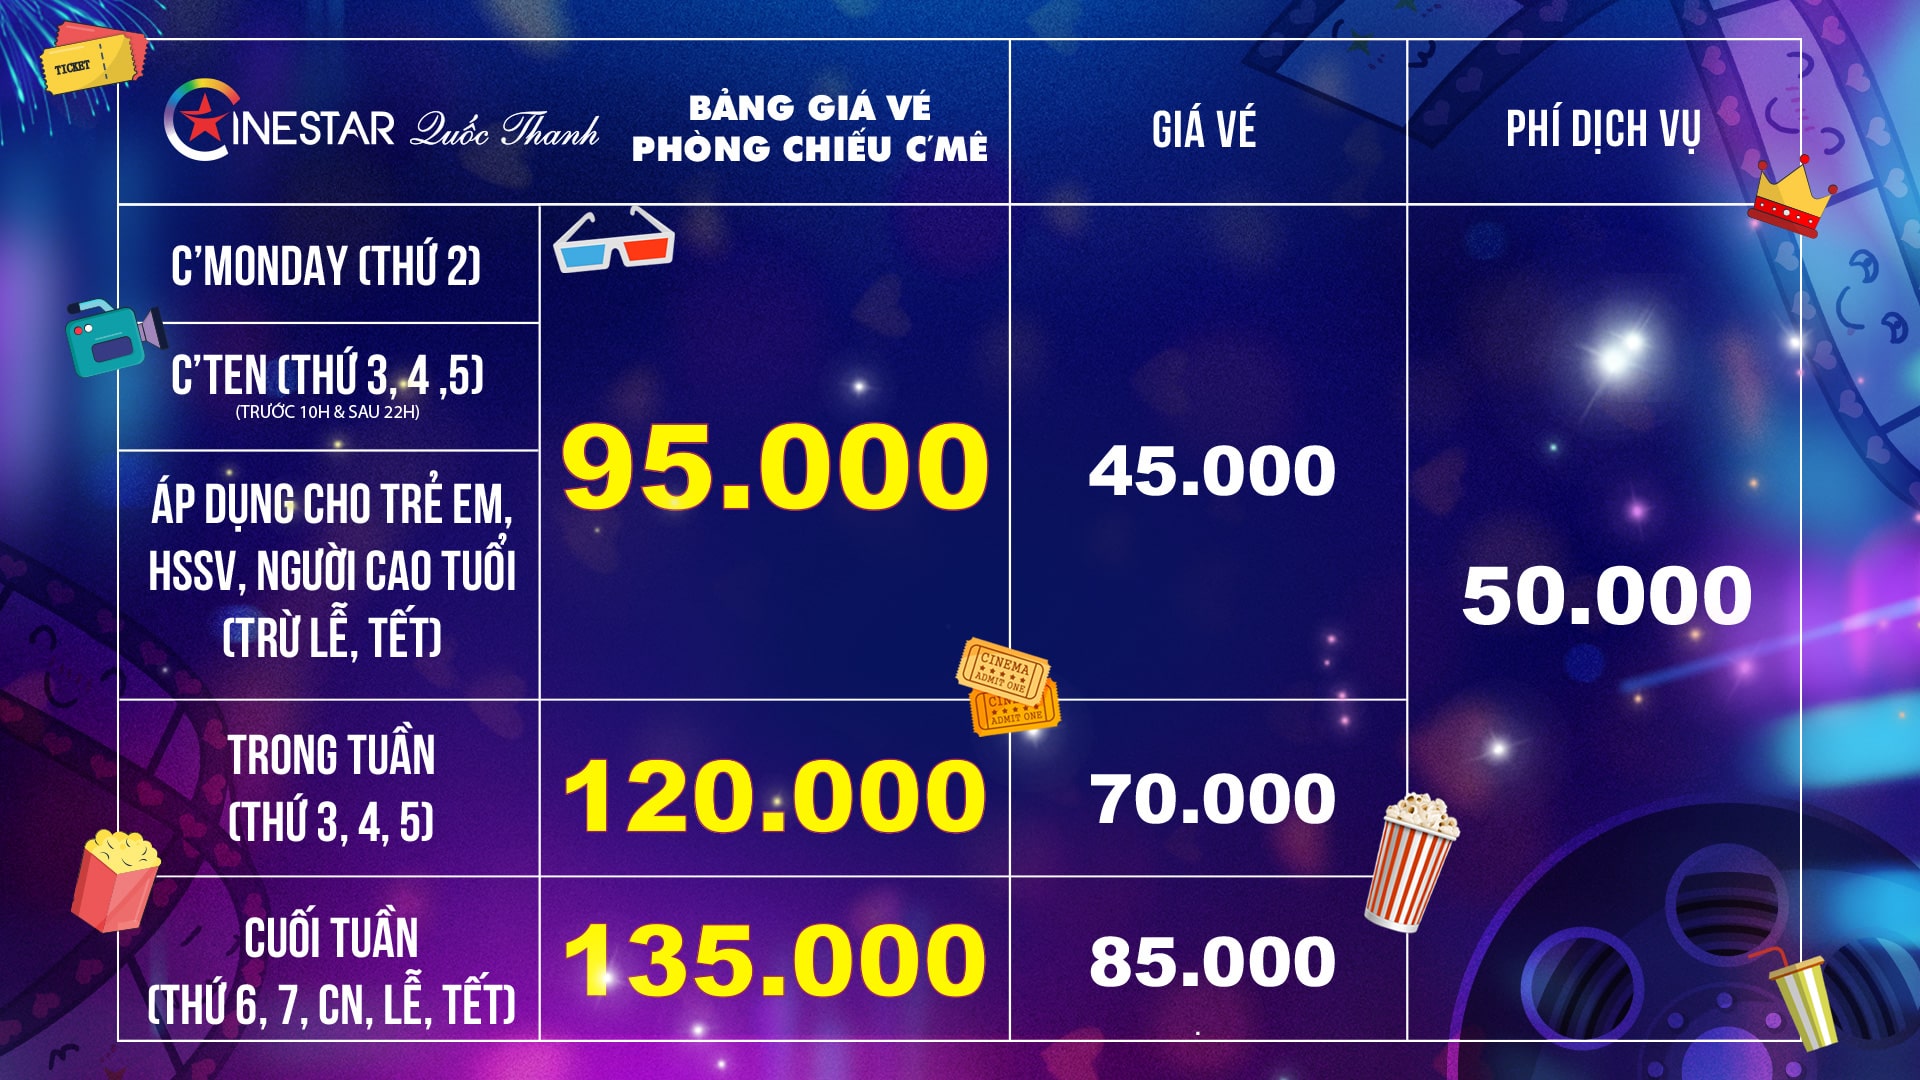 TICKET
CINESTAR Quốc Thanh
BẢNG GIÁ VÉ
PHÒNG CHIẾU C'MÊ
GIÁ VÉ
PHÍ DỊCH VỤ
C'MONDAY (THỨ 2)
C'TEN (THỨ 3, 4 ,5)
(TRƯỚC 10H & SAU 22H)
ÁP DỤNG CHO TRẺ EM,
HSSV, NGƯỜI CAO TUỔI
(TRỪ LỄ, TẾT)
95.000
45.000
50.000
CINEMA
ADMIT ONE
ADMIT ONE
TRONG TUẦN
(THỨ 3, 4, 5)
120.000
70.000
CUỐI TUẦN
(THỨ 6, 7, CN, LỄ, TẾT)
135.000
85.000